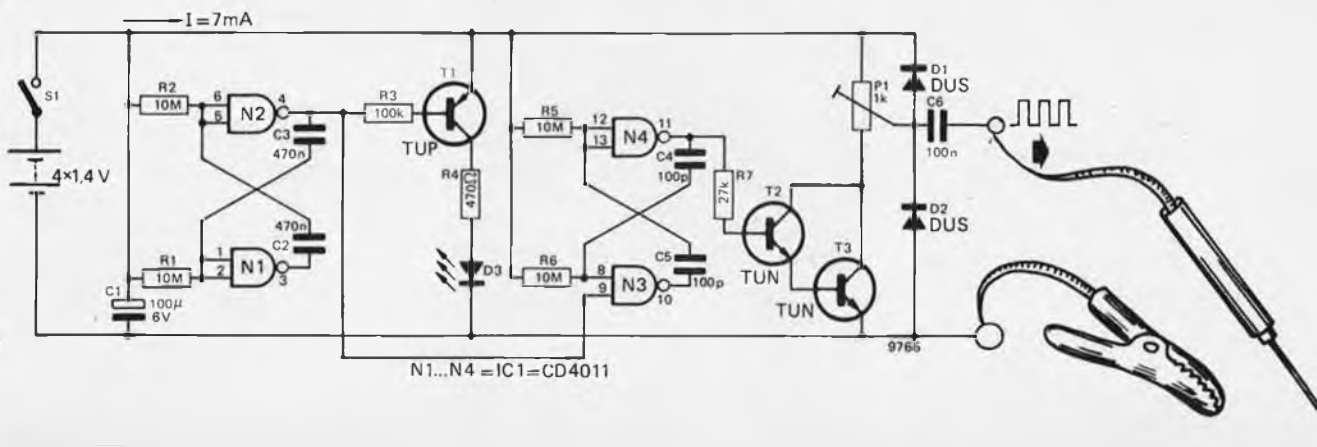 I = 7mA
S1
4×1,4 V
R2
10M
6
5
N2
4
C3
470n
R1
10M
1
2
N1
3
470n
C2
C1
100µ
6V
R3
100k
T1
TUP
R4
470Ω
D3
R5
10M
12
13
N4
11
C4
100p
R7
27k
R6
10M
8
9
N3
10
C5
100p
T2
TUN
T3
TUN
P1
1k
D1
DUS
C6
100n
D2
DUS
9766
N1...N4 = IC1 = CD4011